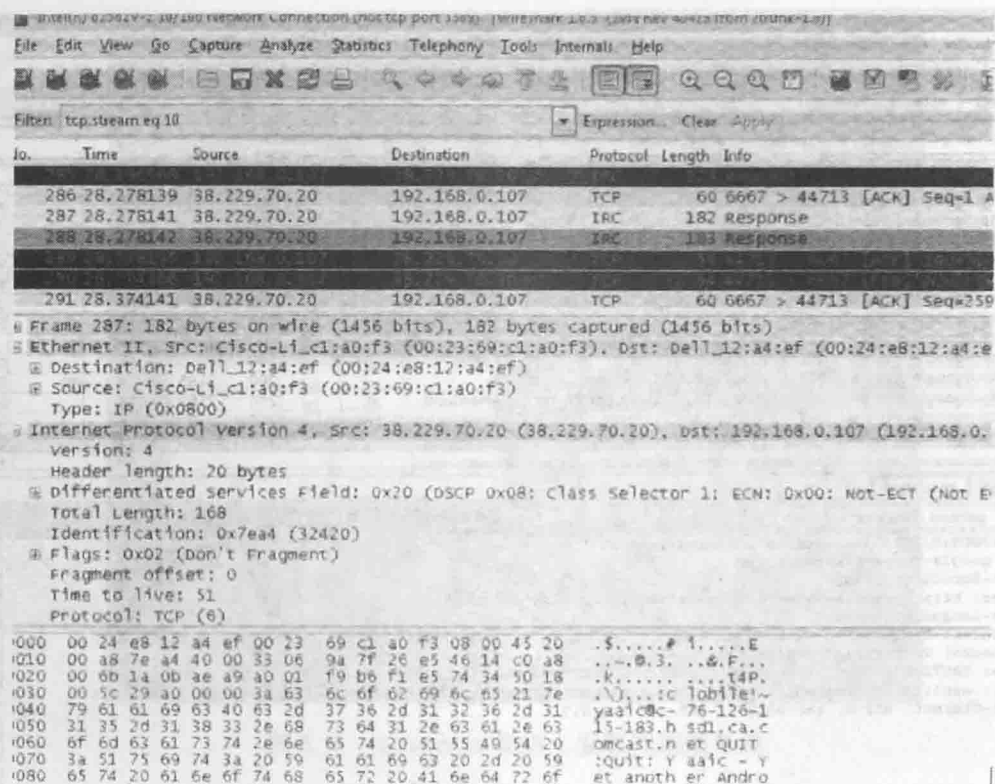 File Edit View Go Capture Analyze Statistics Telephony Tools Internals Help
Filter: tcp.stream eq 10 Expression... Clear Apply
No. Time Source Destination Protocol Length Info
286 28.278139 38.229.70.20 192.168.0.107 TCP 60 6667 > 44713 [ACK] Seq=1 A
287 28.278141 38.229.70.20 192.168.0.107 IRC 182 Response
288 28.278142 38.229.70.20 192.168.0.107 IRC 183 Response
291 28.374141 38.229.70.20 192.168.0.107 TCP 60 6667 > 44713 [ACK] Seq=259
Frame 287: 182 bytes on wire (1456 bits), 182 bytes captured (1456 bits)
Ethernet II, Src: Cisco-Li_c1:a0:f3 (00:23:69:c1:a0:f3), Dst: Dell_12:a4:ef (00:24:e8:12:a4:e
Destination: Dell_12:a4:ef (00:24:e8:12:a4:ef)
Source: Cisco-Li_c1:a0:f3 (00:23:69:c1:a0:f3)
Type: IP (0x0800)
Internet Protocol Version 4, Src: 38.229.70.20 (38.229.70.20), Dst: 192.168.0.107 (192.168.0.
Version: 4
Header length: 20 bytes
Differentiated Services Field: 0x20 (DSCP 0x08: Class Selector 1; ECN: 0x00: Not-ECT (Not E
Total Length: 168
Identification: 0x7ea4 (32420)
Flags: 0x02 (Don't Fragment)
Fragment offset: 0
Time to live: 51
Protocol: TCP (6)
0000 00 24 e8 12 a4 ef 00 23 69 c1 a0 f3 08 00 45 20 .$.....# i.....E
0010 00 a8 7e a4 40 00 33 06 9a 7f 26 e5 46 14 c0 a8 ..~.@.3. ..&.F...
0020 00 6b 1a 0b ae a9 a0 01 f9 b6 f1 e5 74 34 50 18 .k...... ....t4P.
0030 00 5c 29 a0 00 00 3a 63 6c 6f 62 69 6c 65 21 7e .\)...:c lobile!~
0040 79 61 61 69 63 40 63 2d 37 36 2d 31 32 36 2d 31 yaaic@c- 76-126-1
0050 31 35 2d 31 38 33 2e 68 73 64 31 2e 63 61 2e 63 15-183.h sd1.ca.c
0060 6f 6d 63 61 73 74 2e 6e 65 74 20 51 55 49 54 20 omcast.n et QUIT
0070 3a 51 75 69 74 3a 20 59 61 61 69 63 20 2d 20 59 :Quit: Y aaic - Y
0080 65 74 20 61 6e 6f 74 68 65 72 20 41 6e 64 72 6f et anoth er Andro